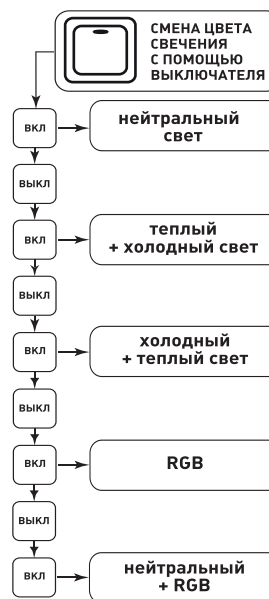 СМЕНА ЦВЕТА
СВЕЧЕНИЯ
С ПОМОЩЬЮ
ВЫКЛЮЧАТЕЛЯ
ВКЛ
нейтральный
свет
ВЫКЛ
ВКЛ
теплый
+ холодный свет
ВЫКЛ
ВКЛ
холодный
+ теплый свет
ВЫКЛ
ВКЛ
RGB
ВЫКЛ
ВКЛ
нейтральный
+ RGB